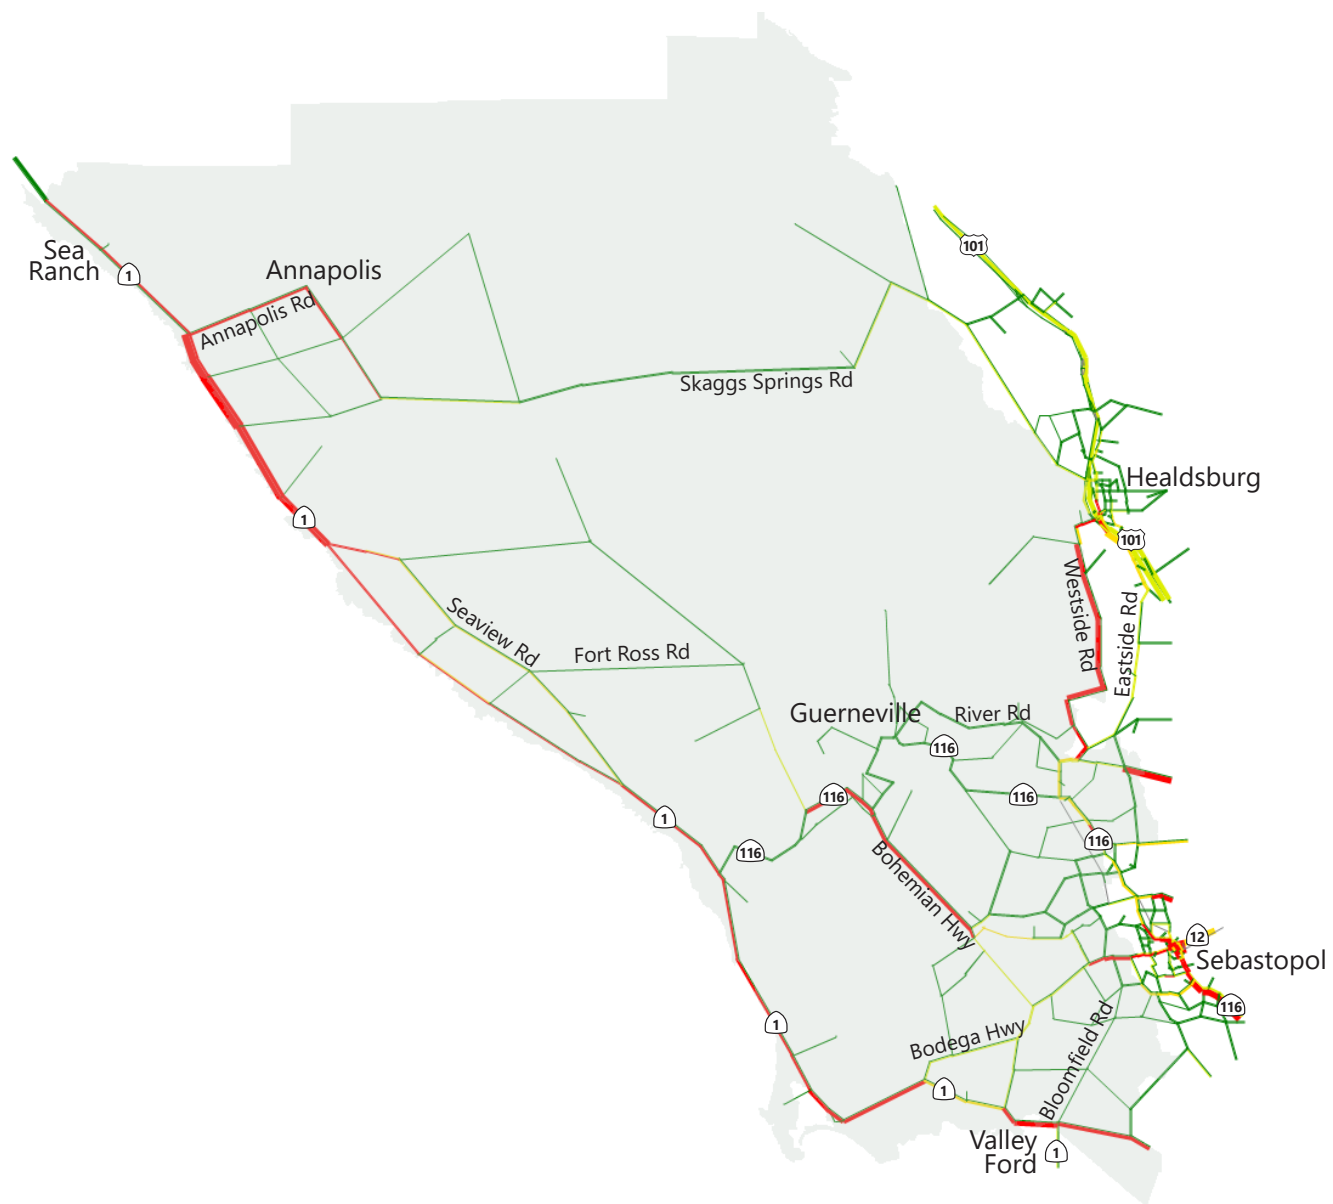 101
Sea
Ranch
1
Annapolis
Annapolis Rd
Skaggs Springs Rd
Healdsburg
1
101
Westside Rd
Eastside Rd
Seaview Rd
Fort Ross Rd
Guerneville
River Rd
116
116
116
1
116
116
Bohemian Hwy
12
Sebastopol
116
1
Bodega Hwy
Bloomfield Rd
1
Valley
Ford
1